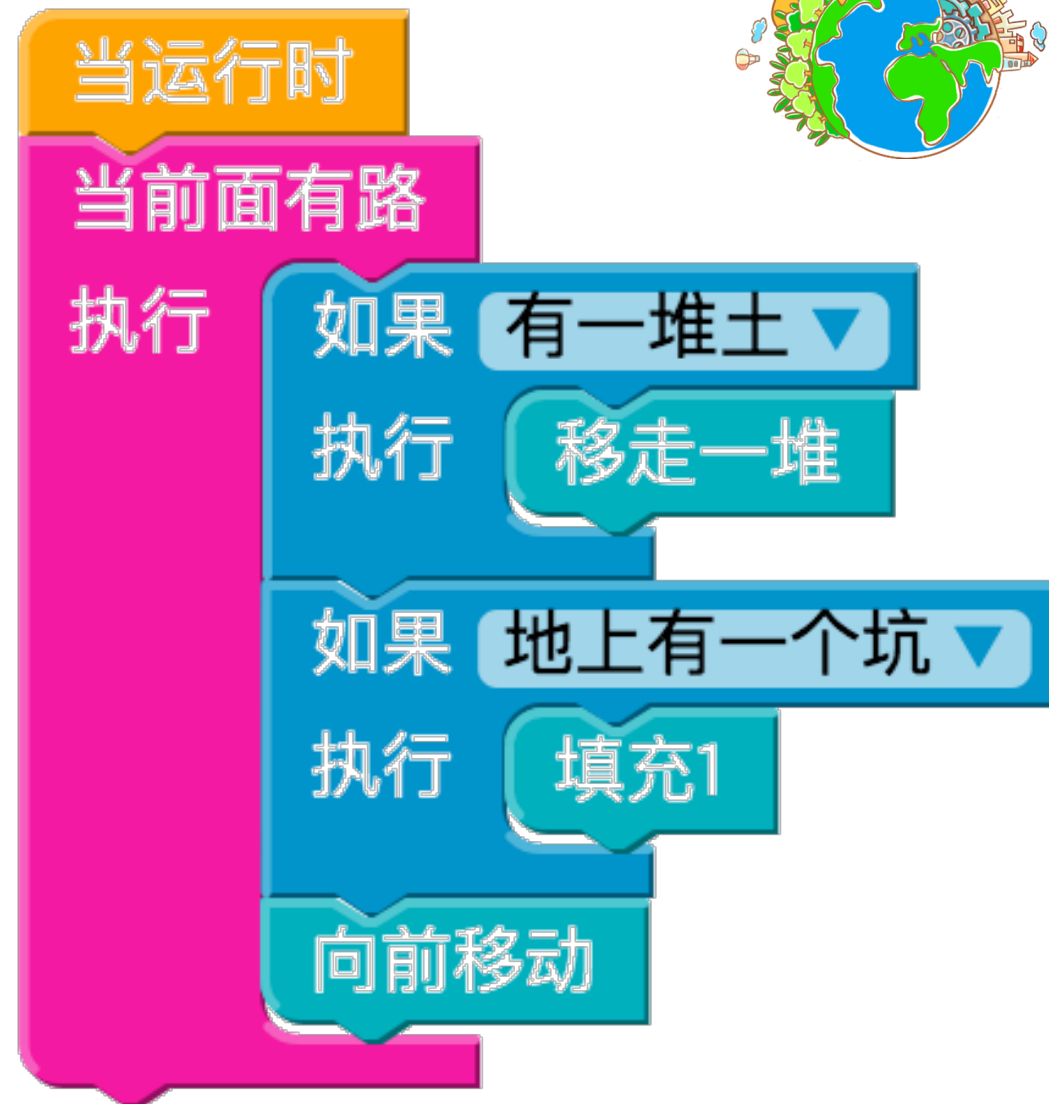 当运行时
当前面有路
执行
如果 有一堆土
执行 移走一堆
如果 地上有一个坑
执行 填充1
向前移动